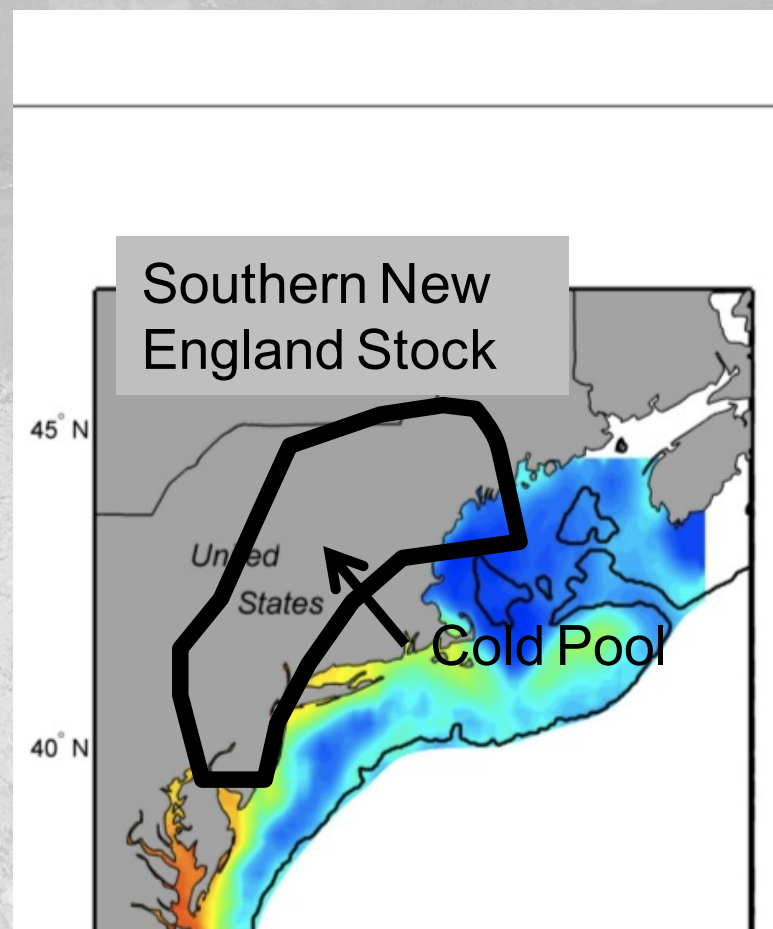 Southern New
England Stock
45° N
United
States
Cold Pool
40° N